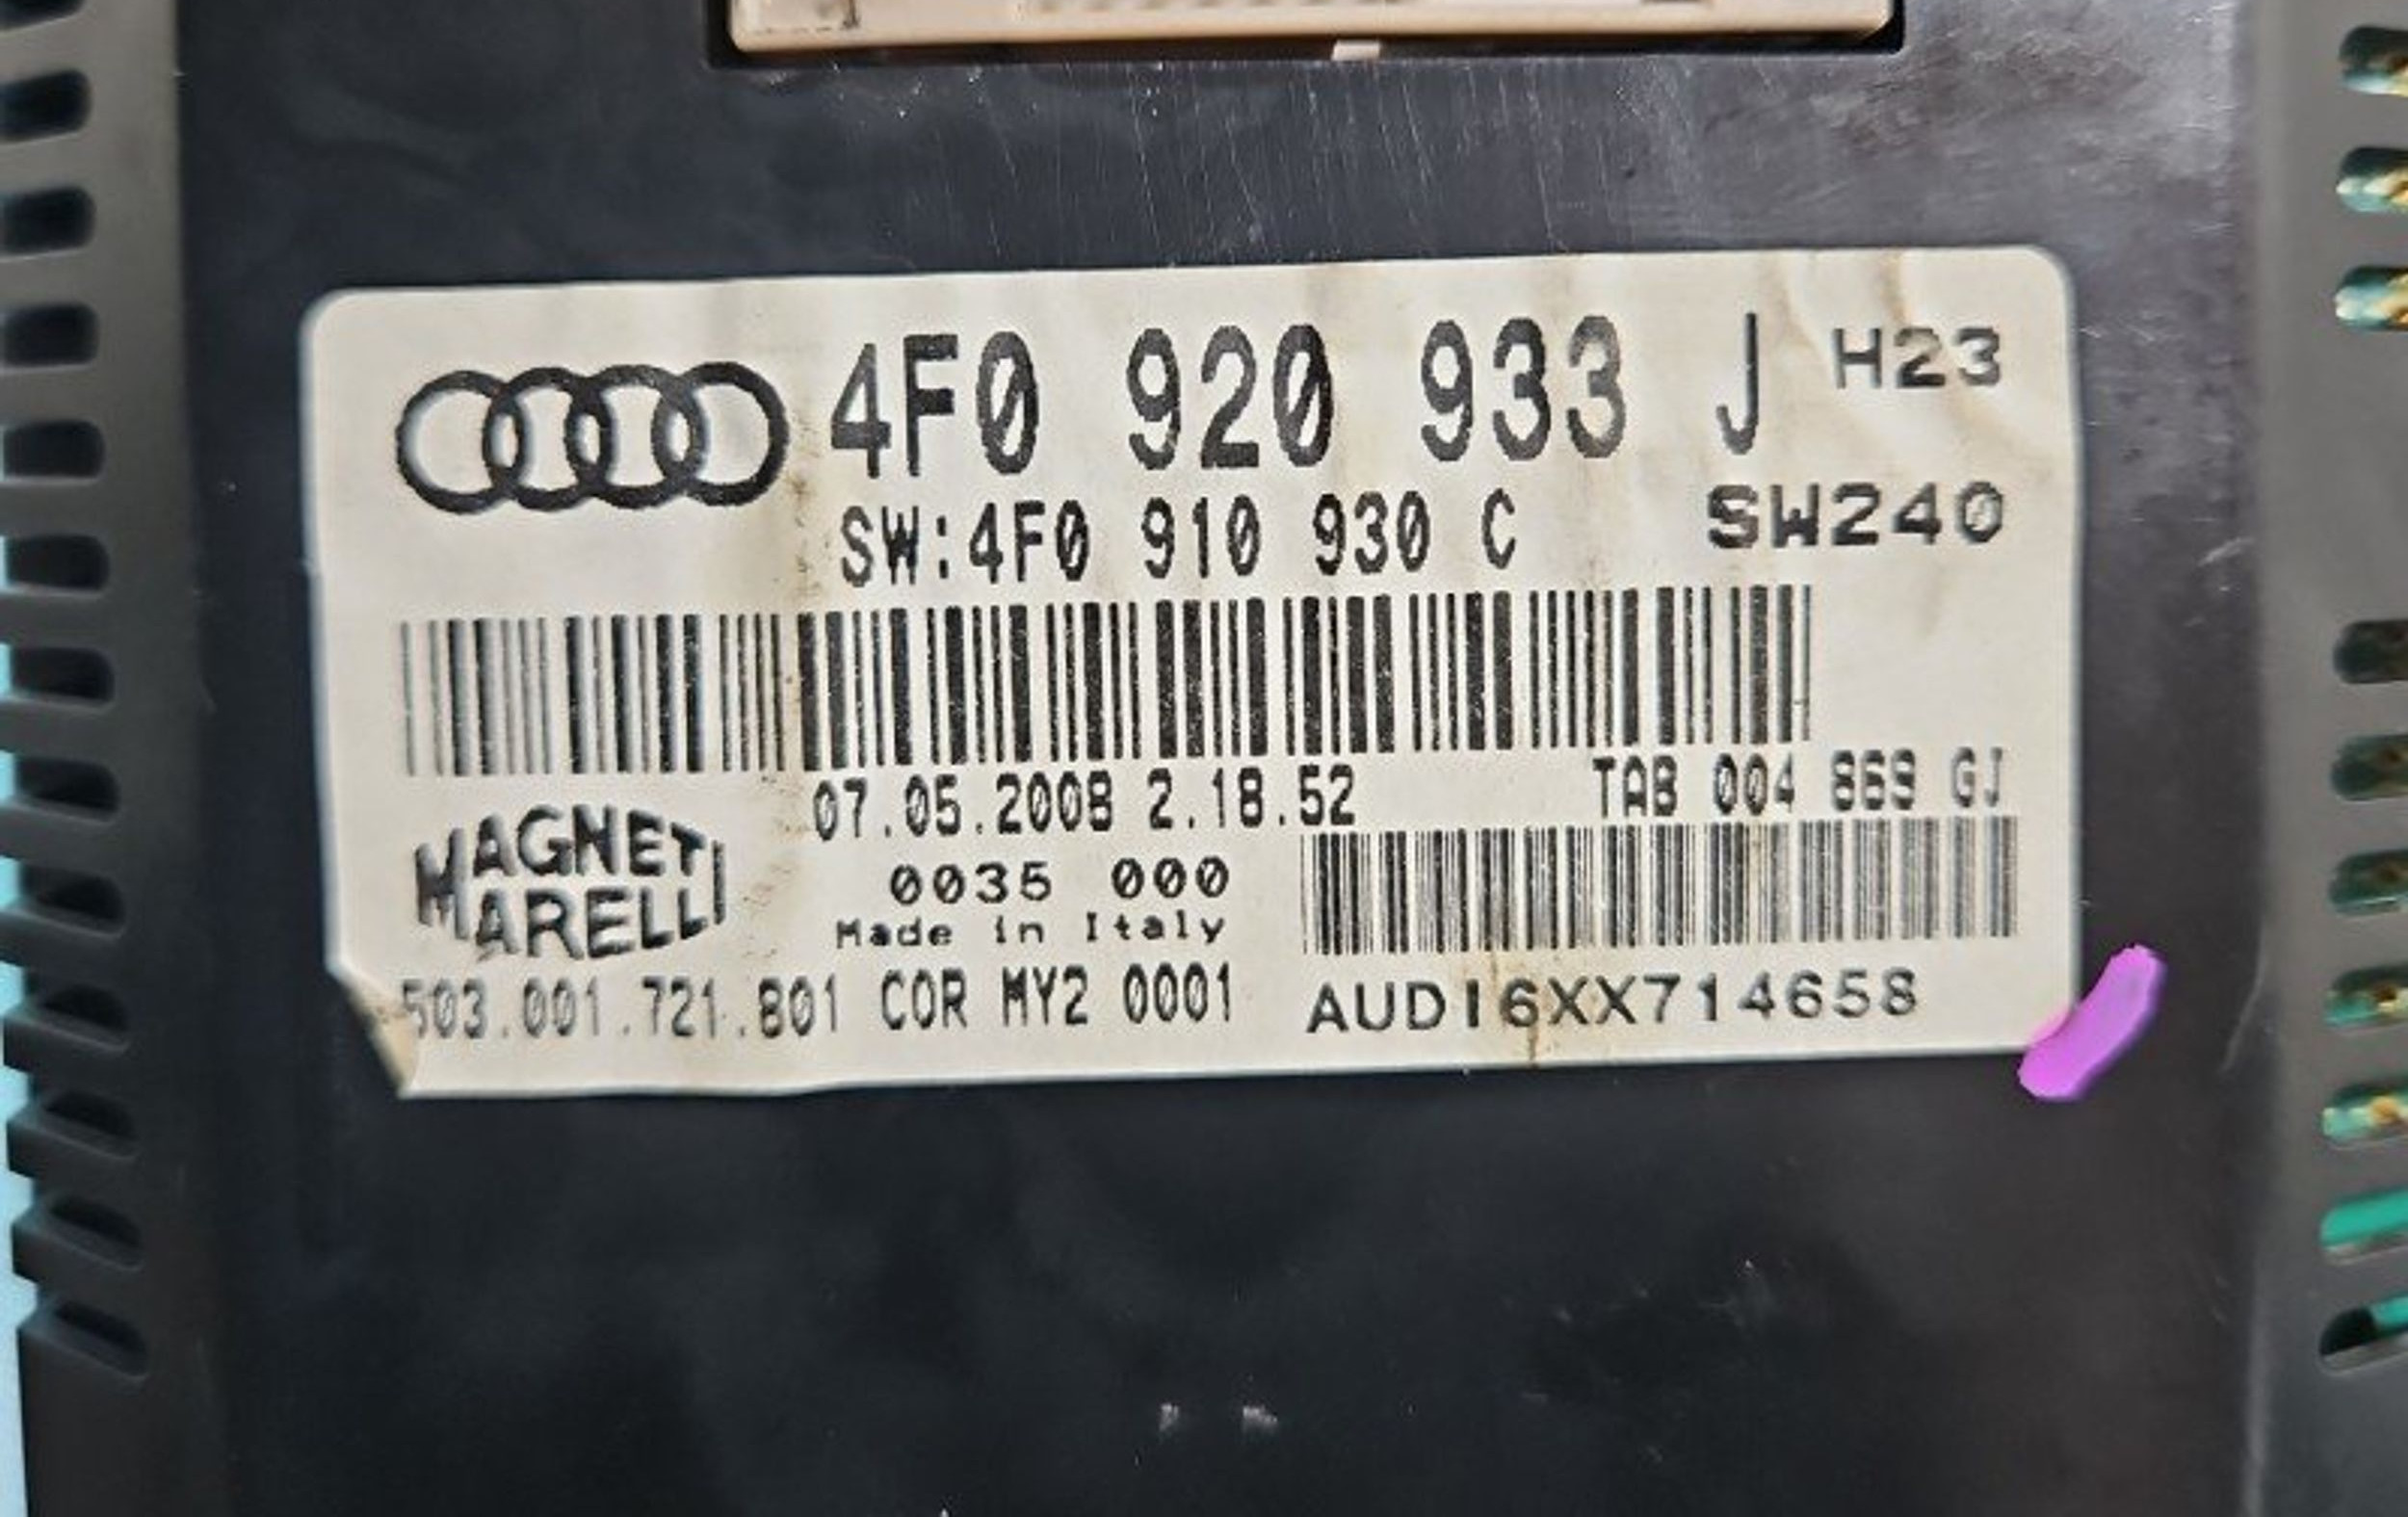 4F0 920 933 J H23
SW:4F0 910 930 C SW240
07.05.2008 2.18.52 TAB 004 869 GJ
MAGNETI
MARELLI
0035 000
Made in Italy
503.001.721.801 COR MY2 0001
AUDI6XX714658